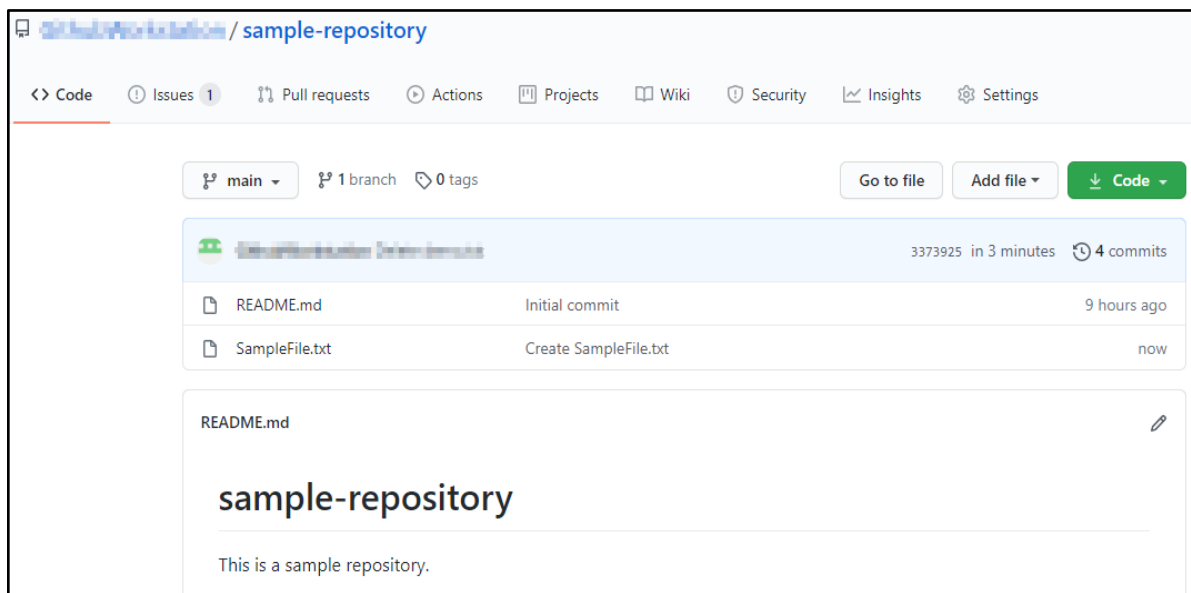 / sample-repository
Code Issues 1 Pull requests Actions Projects Wiki Security Insights Settings
main 1 branch 0 tags Go to file Add file Code
3373925 in 3 minutes 4 commits
README.md Initial commit 9 hours ago
SampleFile.txt Create SampleFile.txt now
README.md
sample-repository
This is a sample repository.